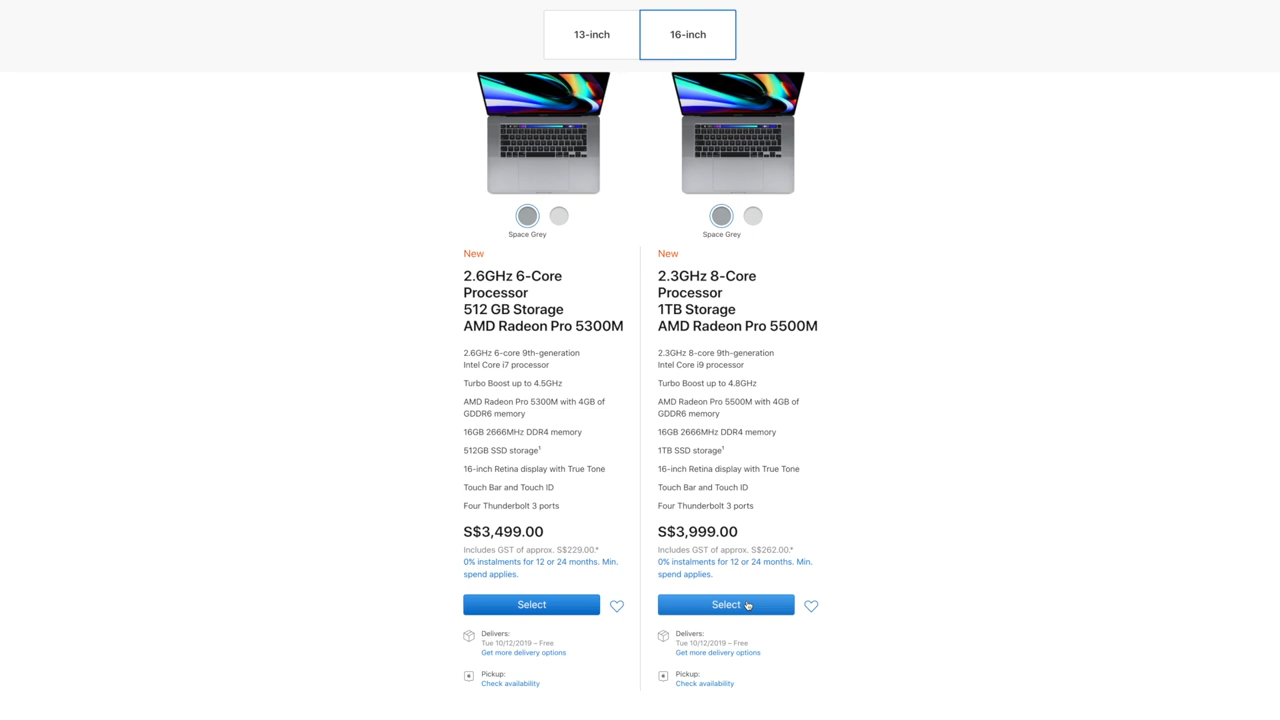 13-inch
16-inch
Space Grey
New
2.6GHz 6-Core
Processor
512 GB Storage
AMD Radeon Pro 5300M
2.6GHz 6-core 9th-generation
Intel Core i7 processor
Turbo Boost up to 4.5GHz
AMD Radeon Pro 5300M with 4GB of
GDDR6 memory
16GB 2666MHz DDR4 memory
512GB SSD storage¹
16-inch Retina display with True Tone
Touch Bar and Touch ID
Four Thunderbolt 3 ports
S$3,499.00
Includes GST of approx. S$229.00.*
0% instalments for 12 or 24 months. Min.
spend applies.
Select
Delivers:
Tue 10/12/2019 – Free
Get more delivery options
Pickup:
Check availability
Space Grey
New
2.3GHz 8-Core
Processor
1TB Storage
AMD Radeon Pro 5500M
2.3GHz 8-core 9th-generation
Intel Core i9 processor
Turbo Boost up to 4.8GHz
AMD Radeon Pro 5500M with 4GB of
GDDR6 memory
16GB 2666MHz DDR4 memory
1TB SSD storage¹
16-inch Retina display with True Tone
Touch Bar and Touch ID
Four Thunderbolt 3 ports
S$3,999.00
Includes GST of approx. S$262.00.*
0% instalments for 12 or 24 months. Min.
spend applies.
Select
Delivers:
Tue 10/12/2019 – Free
Get more delivery options
Pickup:
Check availability